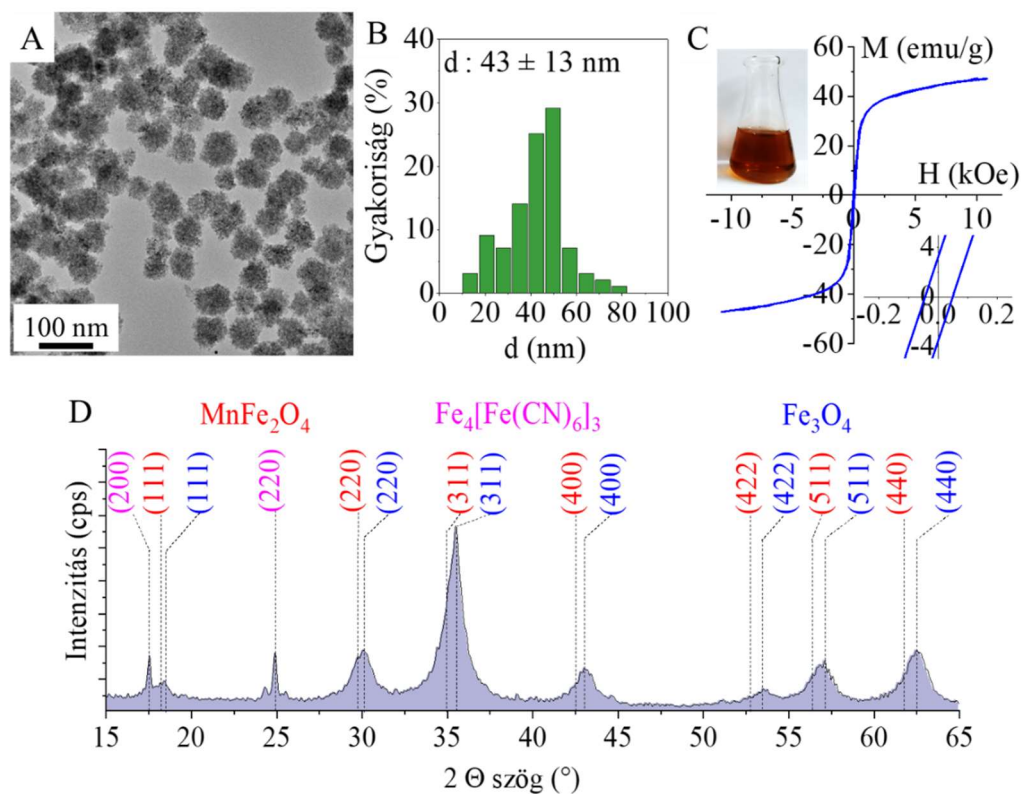 A
100 nm
B
d : 43 ± 13 nm
Gyakoriság (%)
40
30
20
10
0
0 20 40 60 80 100
d (nm)
C
M (emu/g)
60
40
20
0
-20
-40
-60
H (kOe)
-10 -5 0 5 10
4
0
-4
-0.2 0.0 0.2
D
MnFe₂O₄ Fe₄[Fe(CN)₆]₃ Fe₃O₄
(200) (111) (111) (220) (220) (220) (311) (311) (400) (400) (422) (422) (511) (511) (440) (440)
Intenzitás (cps)
15 20 25 30 35 40 45 50 55 60 65
2 Θ szög (°)